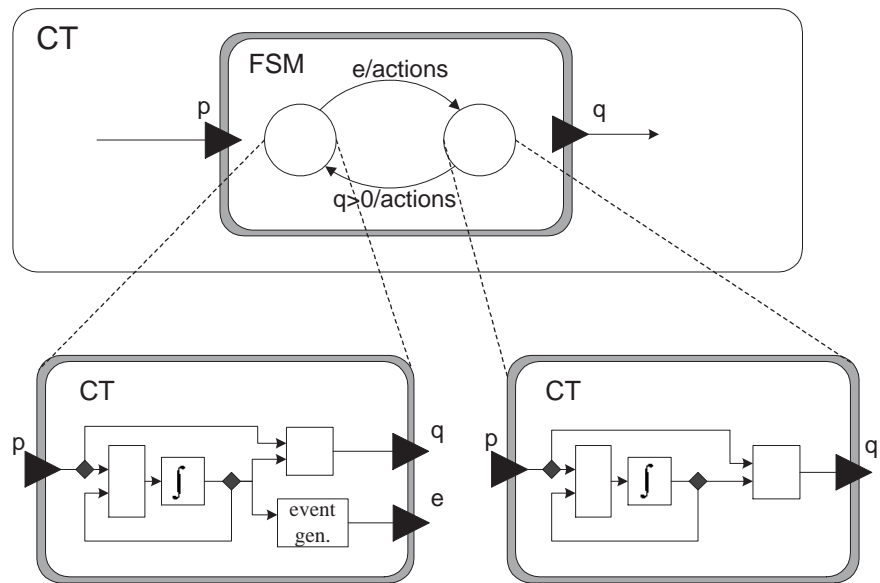 CT
FSM
e/actions
p
q
q>0/actions
CT
p
q
event
gen.
e
CT
p
q